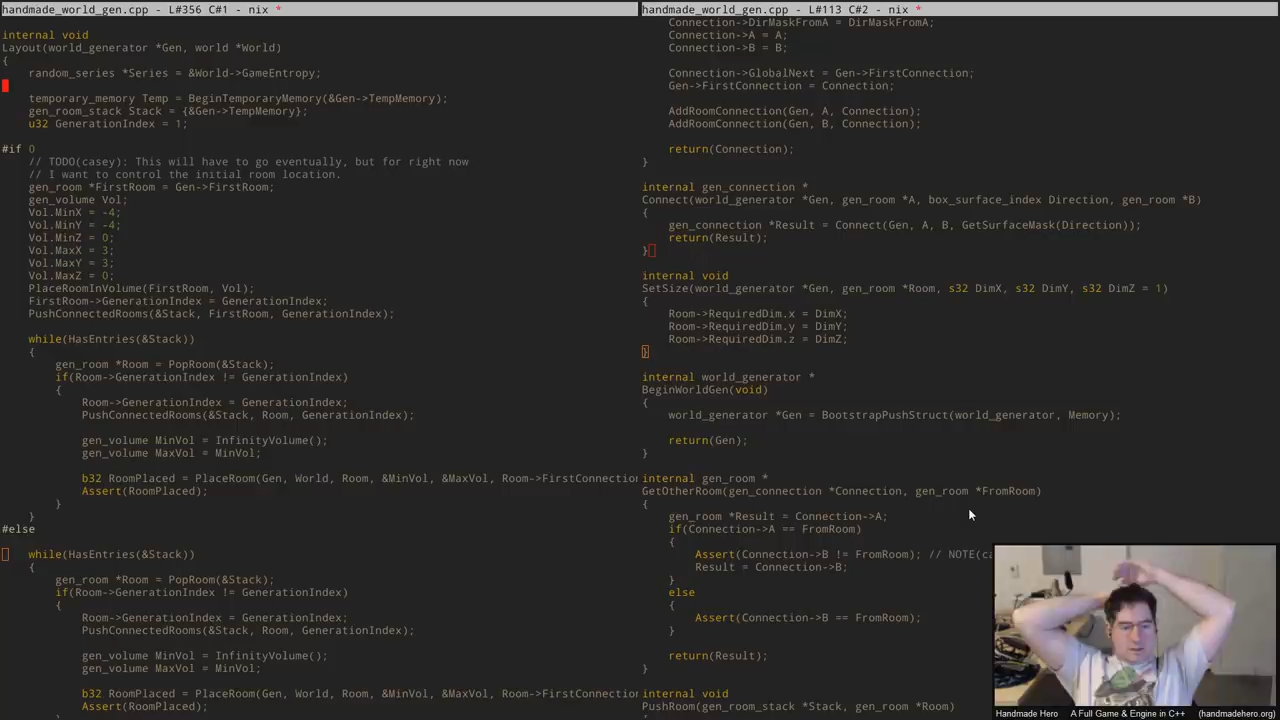 handmade_world_gen.cpp - L#356 C#1 - nix *
internal void
Layout(world_generator *Gen, world *World)
{
random_series *Series = &World->GameEntropy;
temporary_memory Temp = BeginTemporaryMemory(&Gen->TempMemory);
gen_room_stack Stack = {&Gen->TempMemory};
u32 GenerationIndex = 1;
#if 0
// TODO(casey): This will have to go eventually, but for right now
// I want to control the initial room location.
gen_room *FirstRoom = Gen->FirstRoom;
gen_volume Vol;
Vol.MinX = -4;
Vol.MinY = -4;
Vol.MinZ = 0;
Vol.MaxX = 3;
Vol.MaxY = 3;
Vol.MaxZ = 0;
PlaceRoomInVolume(FirstRoom, Vol);
FirstRoom->GenerationIndex = GenerationIndex;
PushConnectedRooms(&Stack, FirstRoom, GenerationIndex);
while(HasEntries(&Stack))
{
gen_room *Room = PopRoom(&Stack);
if(Room->GenerationIndex != GenerationIndex)
{
Room->GenerationIndex = GenerationIndex;
PushConnectedRooms(&Stack, Room, GenerationIndex);
gen_volume MinVol = InfinityVolume();
gen_volume MaxVol = MinVol;
b32 RoomPlaced = PlaceRoom(Gen, World, Room, &MinVol, &MaxVol, Room->FirstConnection
Assert(RoomPlaced);
}
}
#else
while(HasEntries(&Stack))
{
gen_room *Room = PopRoom(&Stack);
if(Room->GenerationIndex != GenerationIndex)
{
Room->GenerationIndex = GenerationIndex;
PushConnectedRooms(&Stack, Room, GenerationIndex);
gen_volume MinVol = InfinityVolume();
gen_volume MaxVol = MinVol;
b32 RoomPlaced = PlaceRoom(Gen, World, Room, &MinVol, &MaxVol, Room->FirstConnection
Assert(RoomPlaced);
handmade_world_gen.cpp - L#113 C#2 - nix *
Connection->DirMaskFromA = DirMaskFromA;
Connection->A = A;
Connection->B = B;
Connection->GlobalNext = Gen->FirstConnection;
Gen->FirstConnection = Connection;
AddRoomConnection(Gen, A, Connection);
AddRoomConnection(Gen, B, Connection);
return(Connection);
}
internal gen_connection *
Connect(world_generator *Gen, gen_room *A, box_surface_index Direction, gen_room *B)
{
gen_connection *Result = Connect(Gen, A, B, GetSurfaceMask(Direction));
return(Result);
}
internal void
SetSize(world_generator *Gen, gen_room *Room, s32 DimX, s32 DimY, s32 DimZ = 1)
{
Room->RequiredDim.x = DimX;
Room->RequiredDim.y = DimY;
Room->RequiredDim.z = DimZ;
}
internal world_generator *
BeginWorldGen(void)
{
world_generator *Gen = BootstrapPushStruct(world_generator, Memory);
return(Gen);
}
internal gen_room *
GetOtherRoom(gen_connection *Connection, gen_room *FromRoom)
{
gen_room *Result = Connection->A;
if(Connection->A == FromRoom)
{
Assert(Connection->B != FromRoom); // NOTE(ca
Result = Connection->B;
}
else
{
Assert(Connection->B == FromRoom);
}
return(Result);
}
internal void
PushRoom(gen_room_stack *Stack, gen_room *Room)
Handmade Hero A Full Game & Engine in C++ (handmadehero.org)